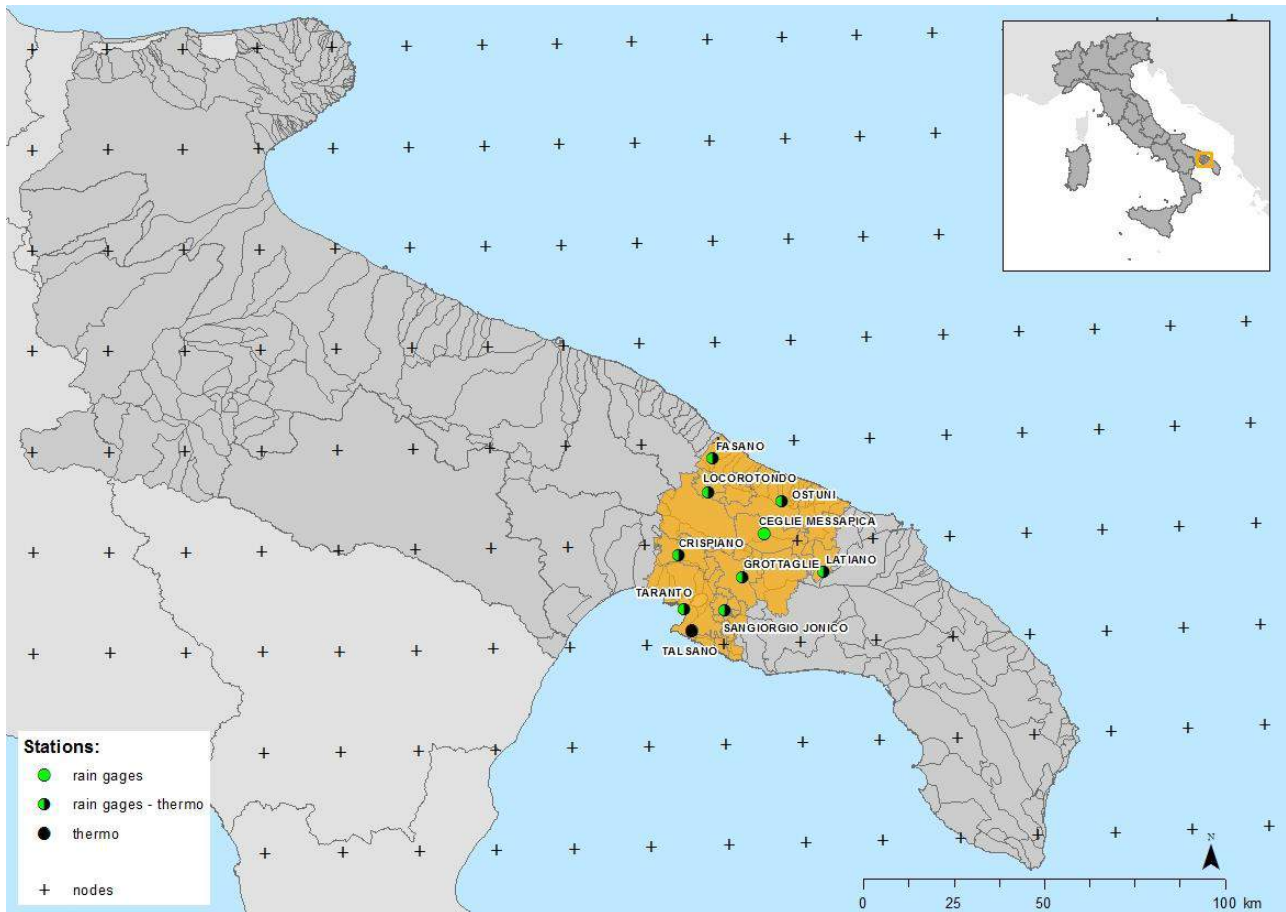 FASANO
LOCOROTONDO
OSTUNI
CEGLIE MESSAPICA
CRISPIANO
GROTTAGLIE
LATIANO
TARANTO
SANGIORGIO JONICO
TALSANO
Stations:
rain gages
rain gages - thermo
thermo
nodes
N
0 25 50 100 km